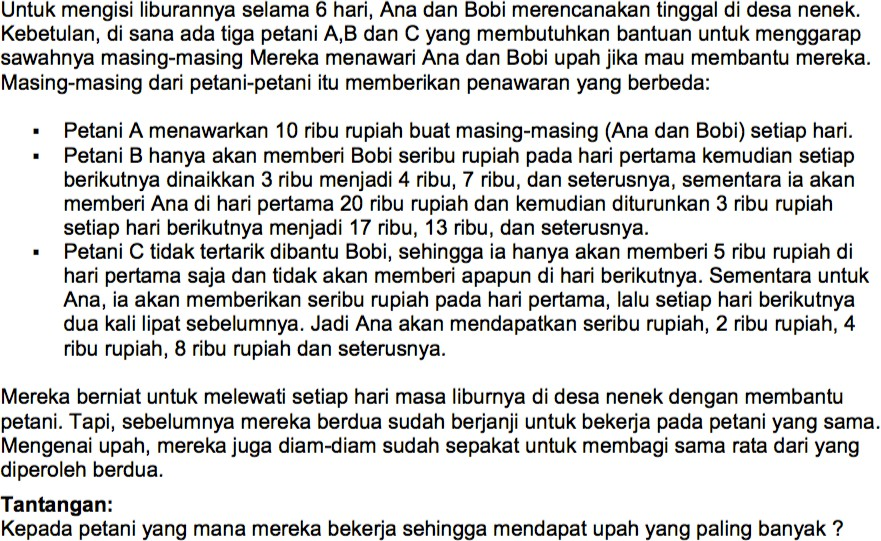 Untuk mengisi liburannya selama 6 hari, Ana dan Bobi merencanakan tinggal di desa nenek.
Kebetulan, di sana ada tiga petani A,B dan C yang membutuhkan bantuan untuk menggarap
sawahnya masing-masing Mereka menawari Ana dan Bobi upah jika mau membantu mereka.
Masing-masing dari petani-petani itu memberikan penawaran yang berbeda:
▪ Petani A menawarkan 10 ribu rupiah buat masing-masing (Ana dan Bobi) setiap hari.
▪ Petani B hanya akan memberi Bobi seribu rupiah pada hari pertama kemudian setiap
berikutnya dinaikkan 3 ribu menjadi 4 ribu, 7 ribu, dan seterusnya, sementara ia akan
memberi Ana di hari pertama 20 ribu rupiah dan kemudian diturunkan 3 ribu rupiah
setiap hari berikutnya menjadi 17 ribu, 13 ribu, dan seterusnya.
▪ Petani C tidak tertarik dibantu Bobi, sehingga ia hanya akan memberi 5 ribu rupiah di
hari pertama saja dan tidak akan memberi apapun di hari berikutnya. Sementara untuk
Ana, ia akan memberikan seribu rupiah pada hari pertama, lalu setiap hari berikutnya
dua kali lipat sebelumnya. Jadi Ana akan mendapatkan seribu rupiah, 2 ribu rupiah, 4
ribu rupiah, 8 ribu rupiah dan seterusnya.
Mereka berniat untuk melewati setiap hari masa liburnya di desa nenek dengan membantu
petani. Tapi, sebelumnya mereka berdua sudah berjanji untuk bekerja pada petani yang sama.
Mengenai upah, mereka juga diam-diam sudah sepakat untuk membagi sama rata dari yang
diperoleh berdua.
Tantangan:
Kepada petani yang mana mereka bekerja sehingga mendapat upah yang paling banyak ?